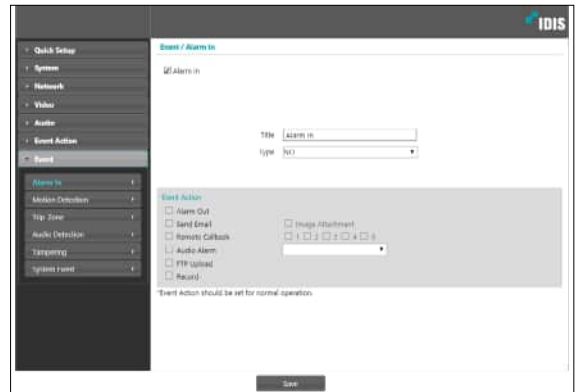 IDIS
Quick Setup
System
Network
Video
Audio
Event Action
Event
Alarm In
Motion Detection
Trip Zone
Audio Detection
Tampering
System Event
Event / Alarm In
Alarm In
Title Alarm In
Type NO
Event Action
Alarm Out
Send Email Image Attachment
Remote Callback 1 2 3 4 5
Audio Alarm
FTP Upload
Record
*Event Action should be set for normal operation.
Save